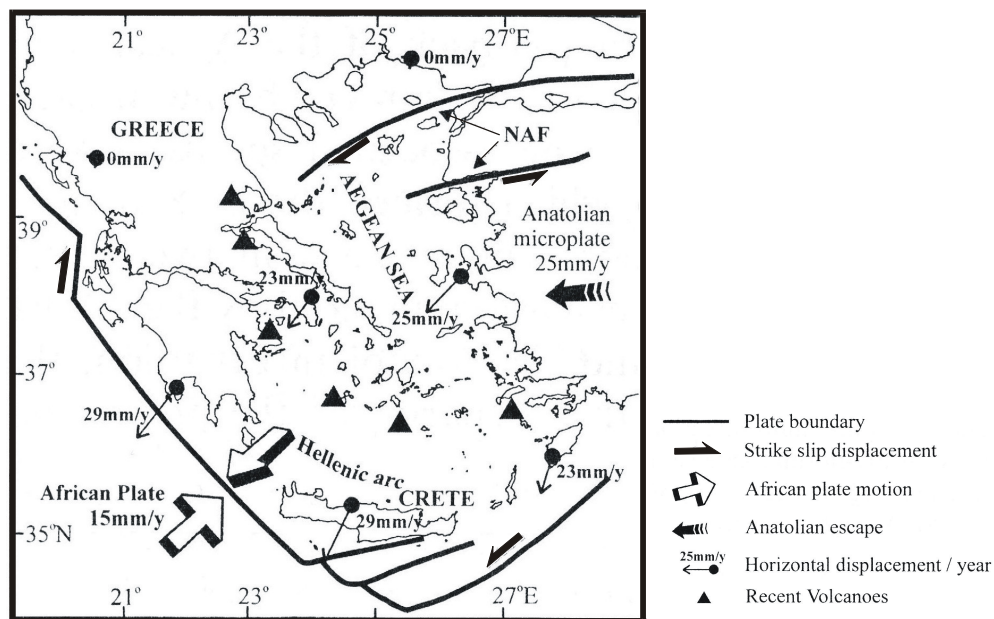 21° 23° 25° 27°E
0mm/y
GREECE
NAF
0mm/y
AEGEAN SEA
39°
Anatolian
microplate
25mm/y
23mm/y
25mm/y
37°
29mm/y
23mm/y
Hellenic arc
African Plate
15mm/y
CRETE
29mm/y
35°N
21° 23° 27°E
Plate boundary
Strike slip displacement
African plate motion
Anatolian escape
25mm/y
Horizontal displacement / year
Recent Volcanoes